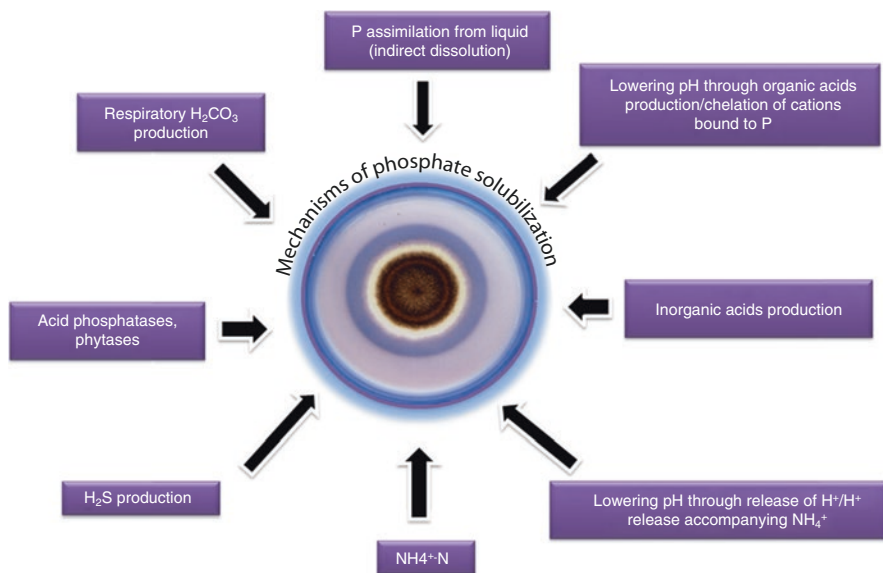 P assimilation from liquid
(indirect dissolution)
Lowering pH through organic acids
production/chelation of cations
bound to P
Respiratory H₂CO₃
production
Mechanisms of phosphate solubilization
Acid phosphatases,
phytases
Inorganic acids production
H₂S production
Lowering pH through release of H⁺/H⁺
release accompanying NH₄⁺
NH4⁺-N